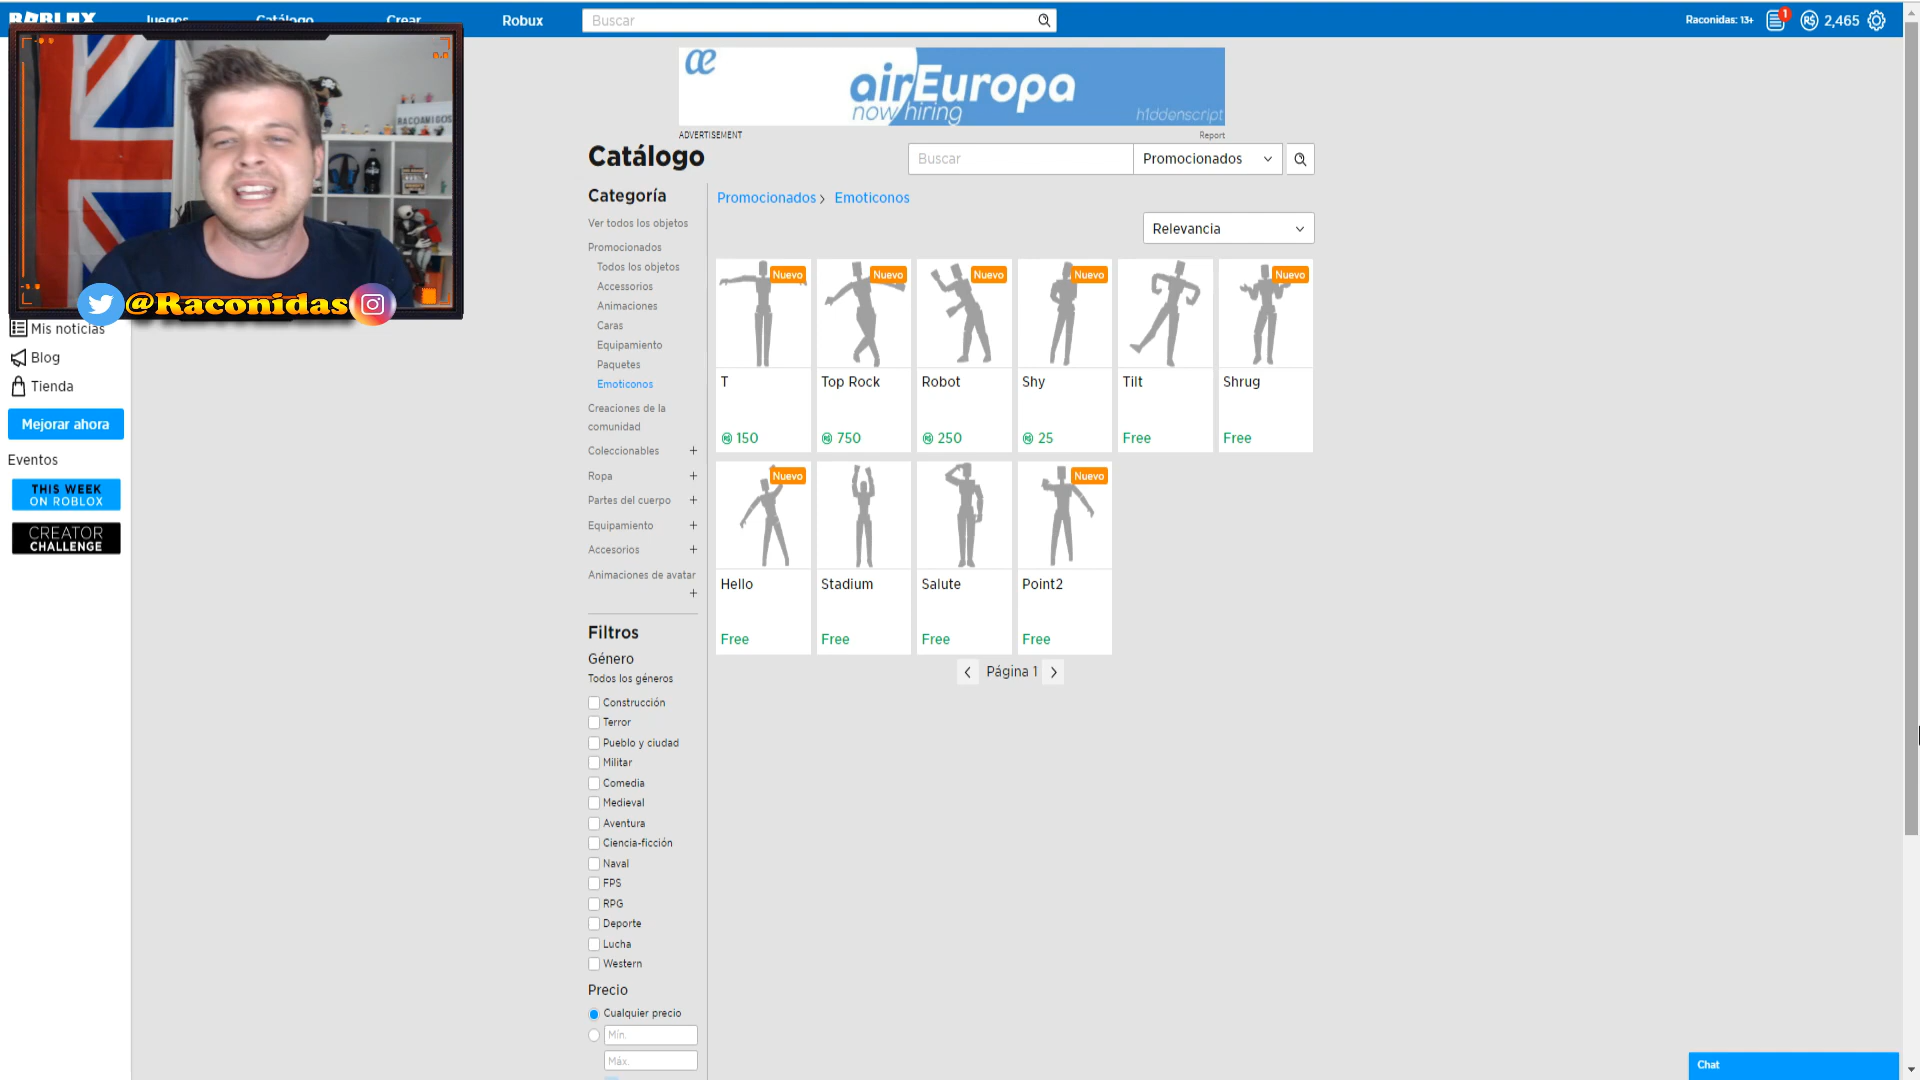 ROBLOX
Juegos
Catálogo
Crear
Robux
Buscar
Raconidas: 13+
1
2,465
RACOAMIGOS
@Raconidas
Mis noticias
Blog
Tienda
Mejorar ahora
Eventos
THIS WEEK
ON ROBLOX
CREATOR
CHALLENGE
æ
airEuropa
now hiring
h1ddenscript
ADVERTISEMENT
Report
Catálogo
Buscar
Promocionados
Categoría
Ver todos los objetos
Promocionados
Todos los objetos
Accessorios
Animaciones
Caras
Equipamiento
Paquetes
Emoticonos
Creaciones de la
comunidad
Coleccionables +
Ropa +
Partes del cuerpo +
Equipamiento +
Accesorios +
Animaciones de avatar
+
Filtros
Género
Todos los géneros
Construcción
Terror
Pueblo y ciudad
Militar
Comedia
Medieval
Aventura
Ciencia-ficción
Naval
FPS
RPG
Deporte
Lucha
Western
Precio
Cualquier precio
Mín.
Máx.
Promocionados > Emoticonos
Relevancia
Nuevo
T
150
Nuevo
Top Rock
750
Nuevo
Robot
250
Nuevo
Shy
25
Tilt
Free
Nuevo
Shrug
Free
Nuevo
Hello
Free
Stadium
Free
Salute
Free
Nuevo
Point2
Free
< Página 1 >
Chat